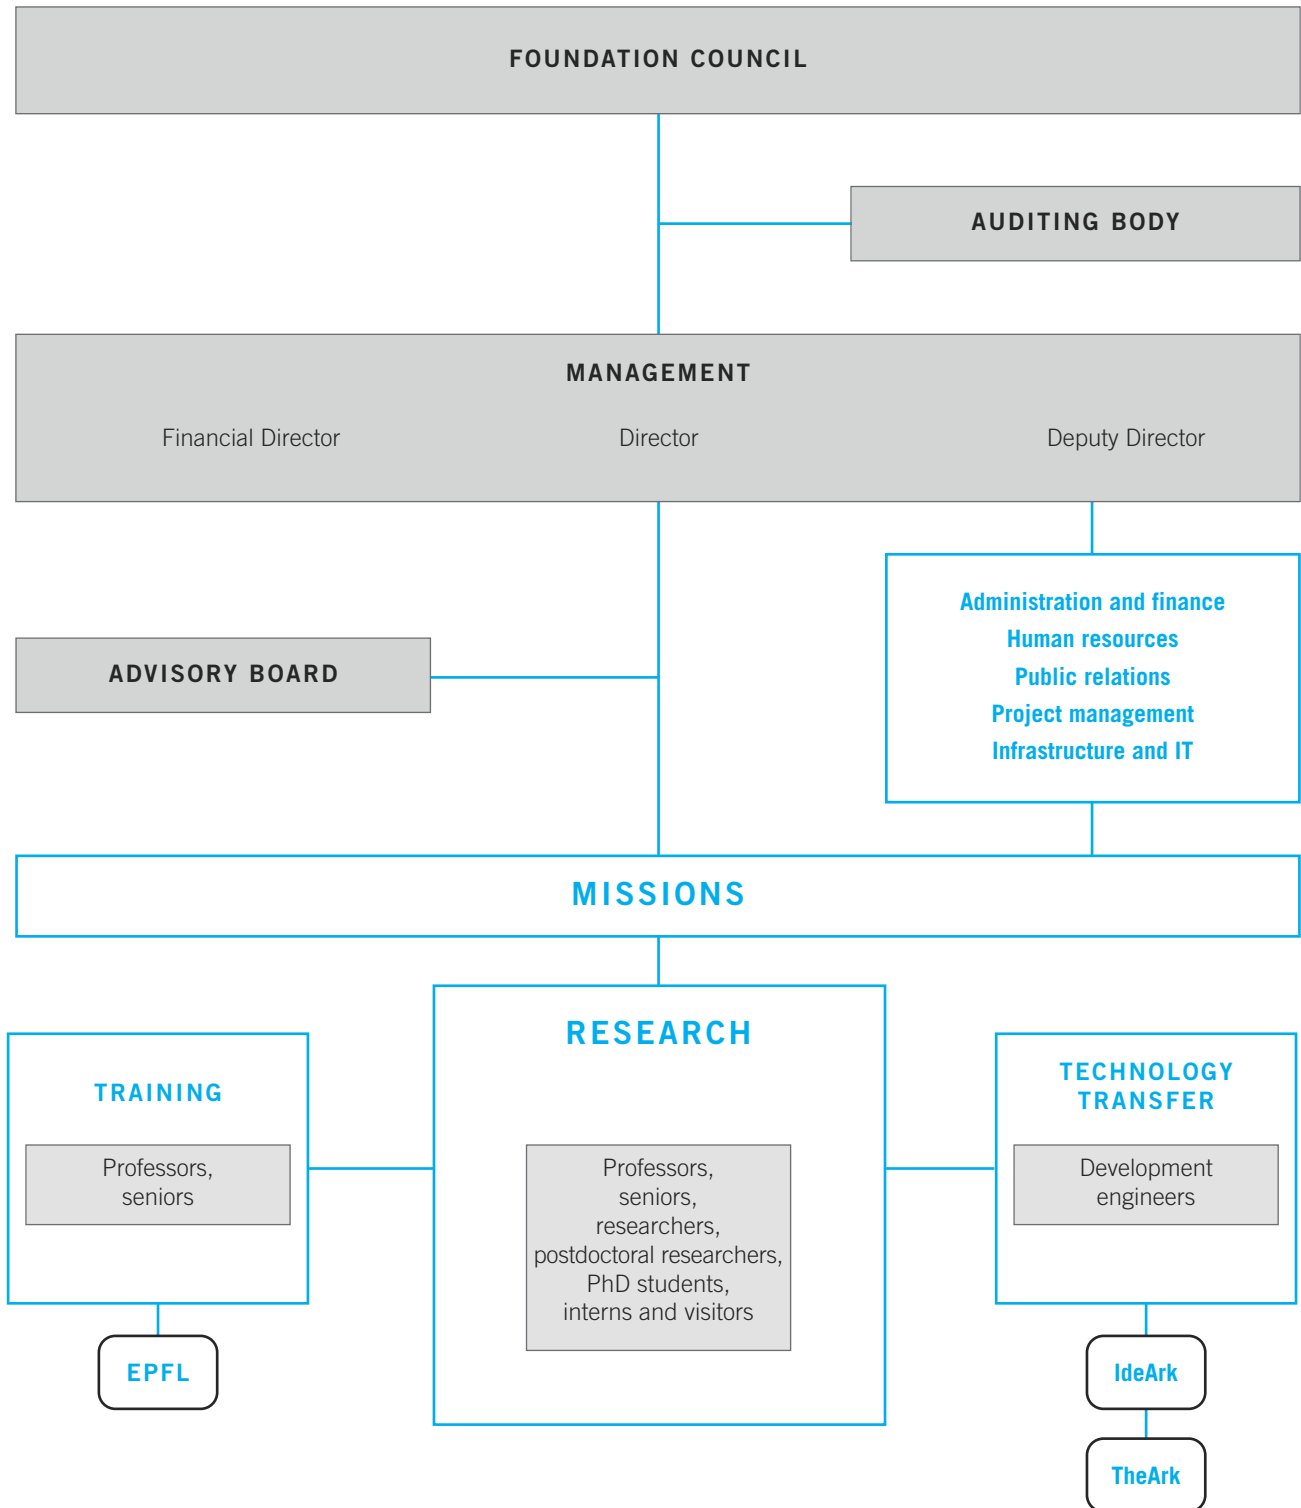 FOUNDATION COUNCIL
AUDITING BODY
MANAGEMENT
Financial Director
Director
Deputy Director
Administration and finance
Human resources
Public relations
Project management
Infrastructure and IT
ADVISORY BOARD
MISSIONS
RESEARCH
Professors,
seniors,
researchers,
postdoctoral researchers,
PhD students,
interns and visitors
TRAINING
Professors,
seniors
EPFL
TECHNOLOGY
TRANSFER
Development
engineers
IdeArk
TheArk